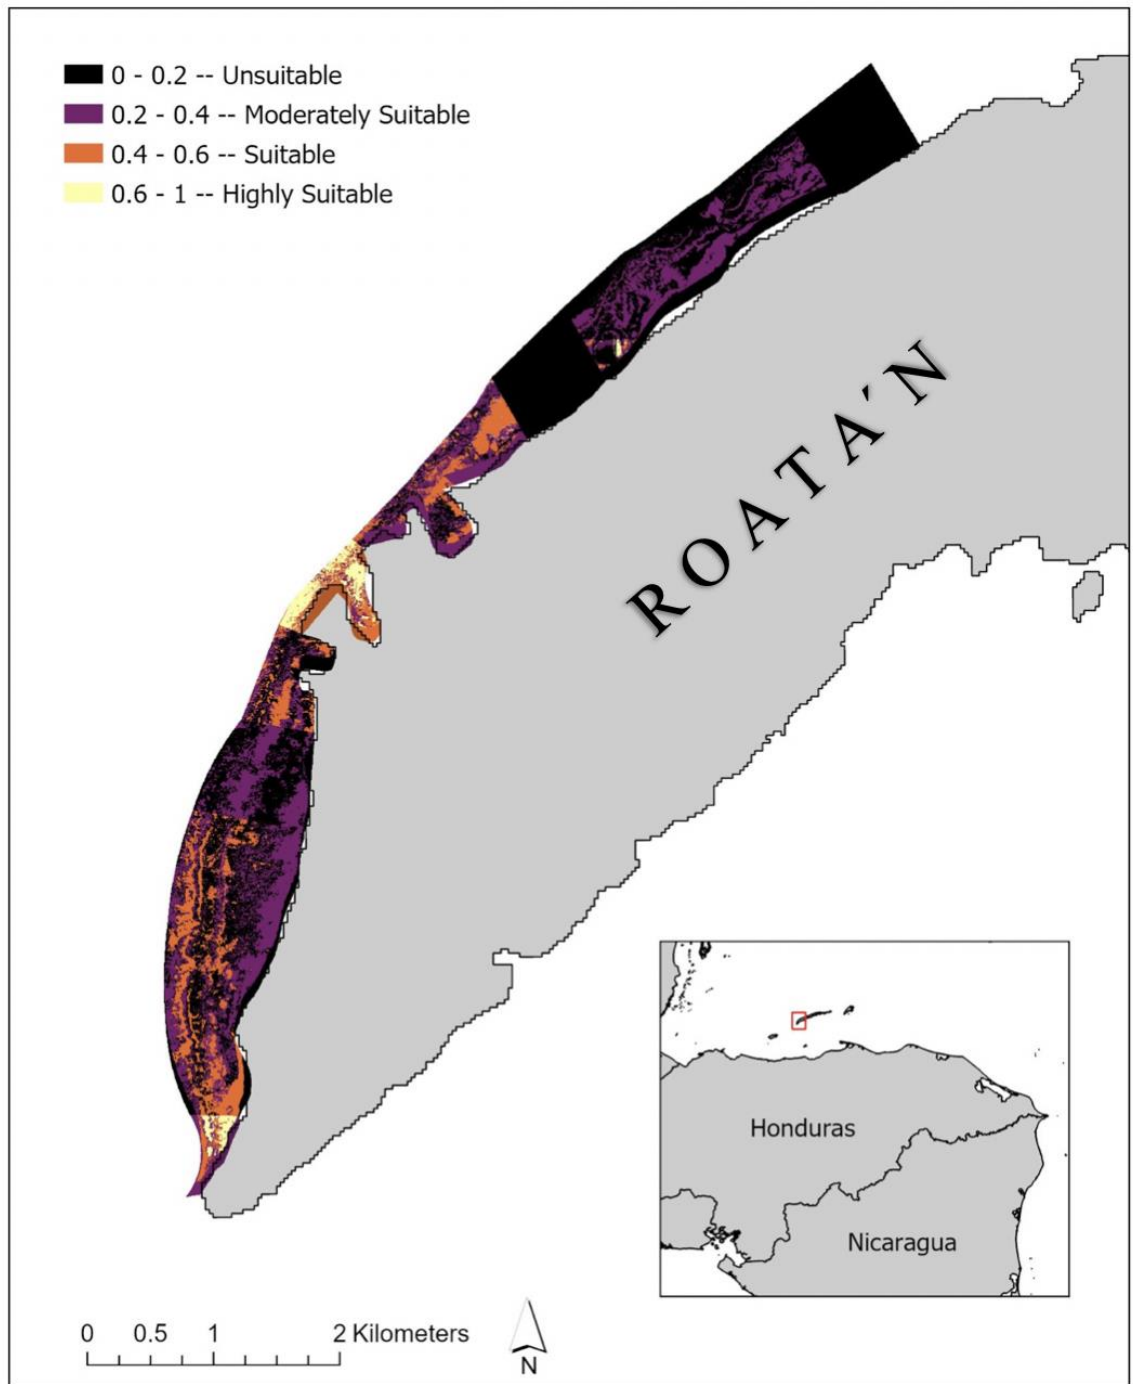 0 - 0.2 -- Unsuitable
0.2 - 0.4 -- Moderately Suitable
0.4 - 0.6 -- Suitable
0.6 - 1 -- Highly Suitable
ROATA´N
Honduras
Nicaragua
0 0.5 1 2 Kilometers
N